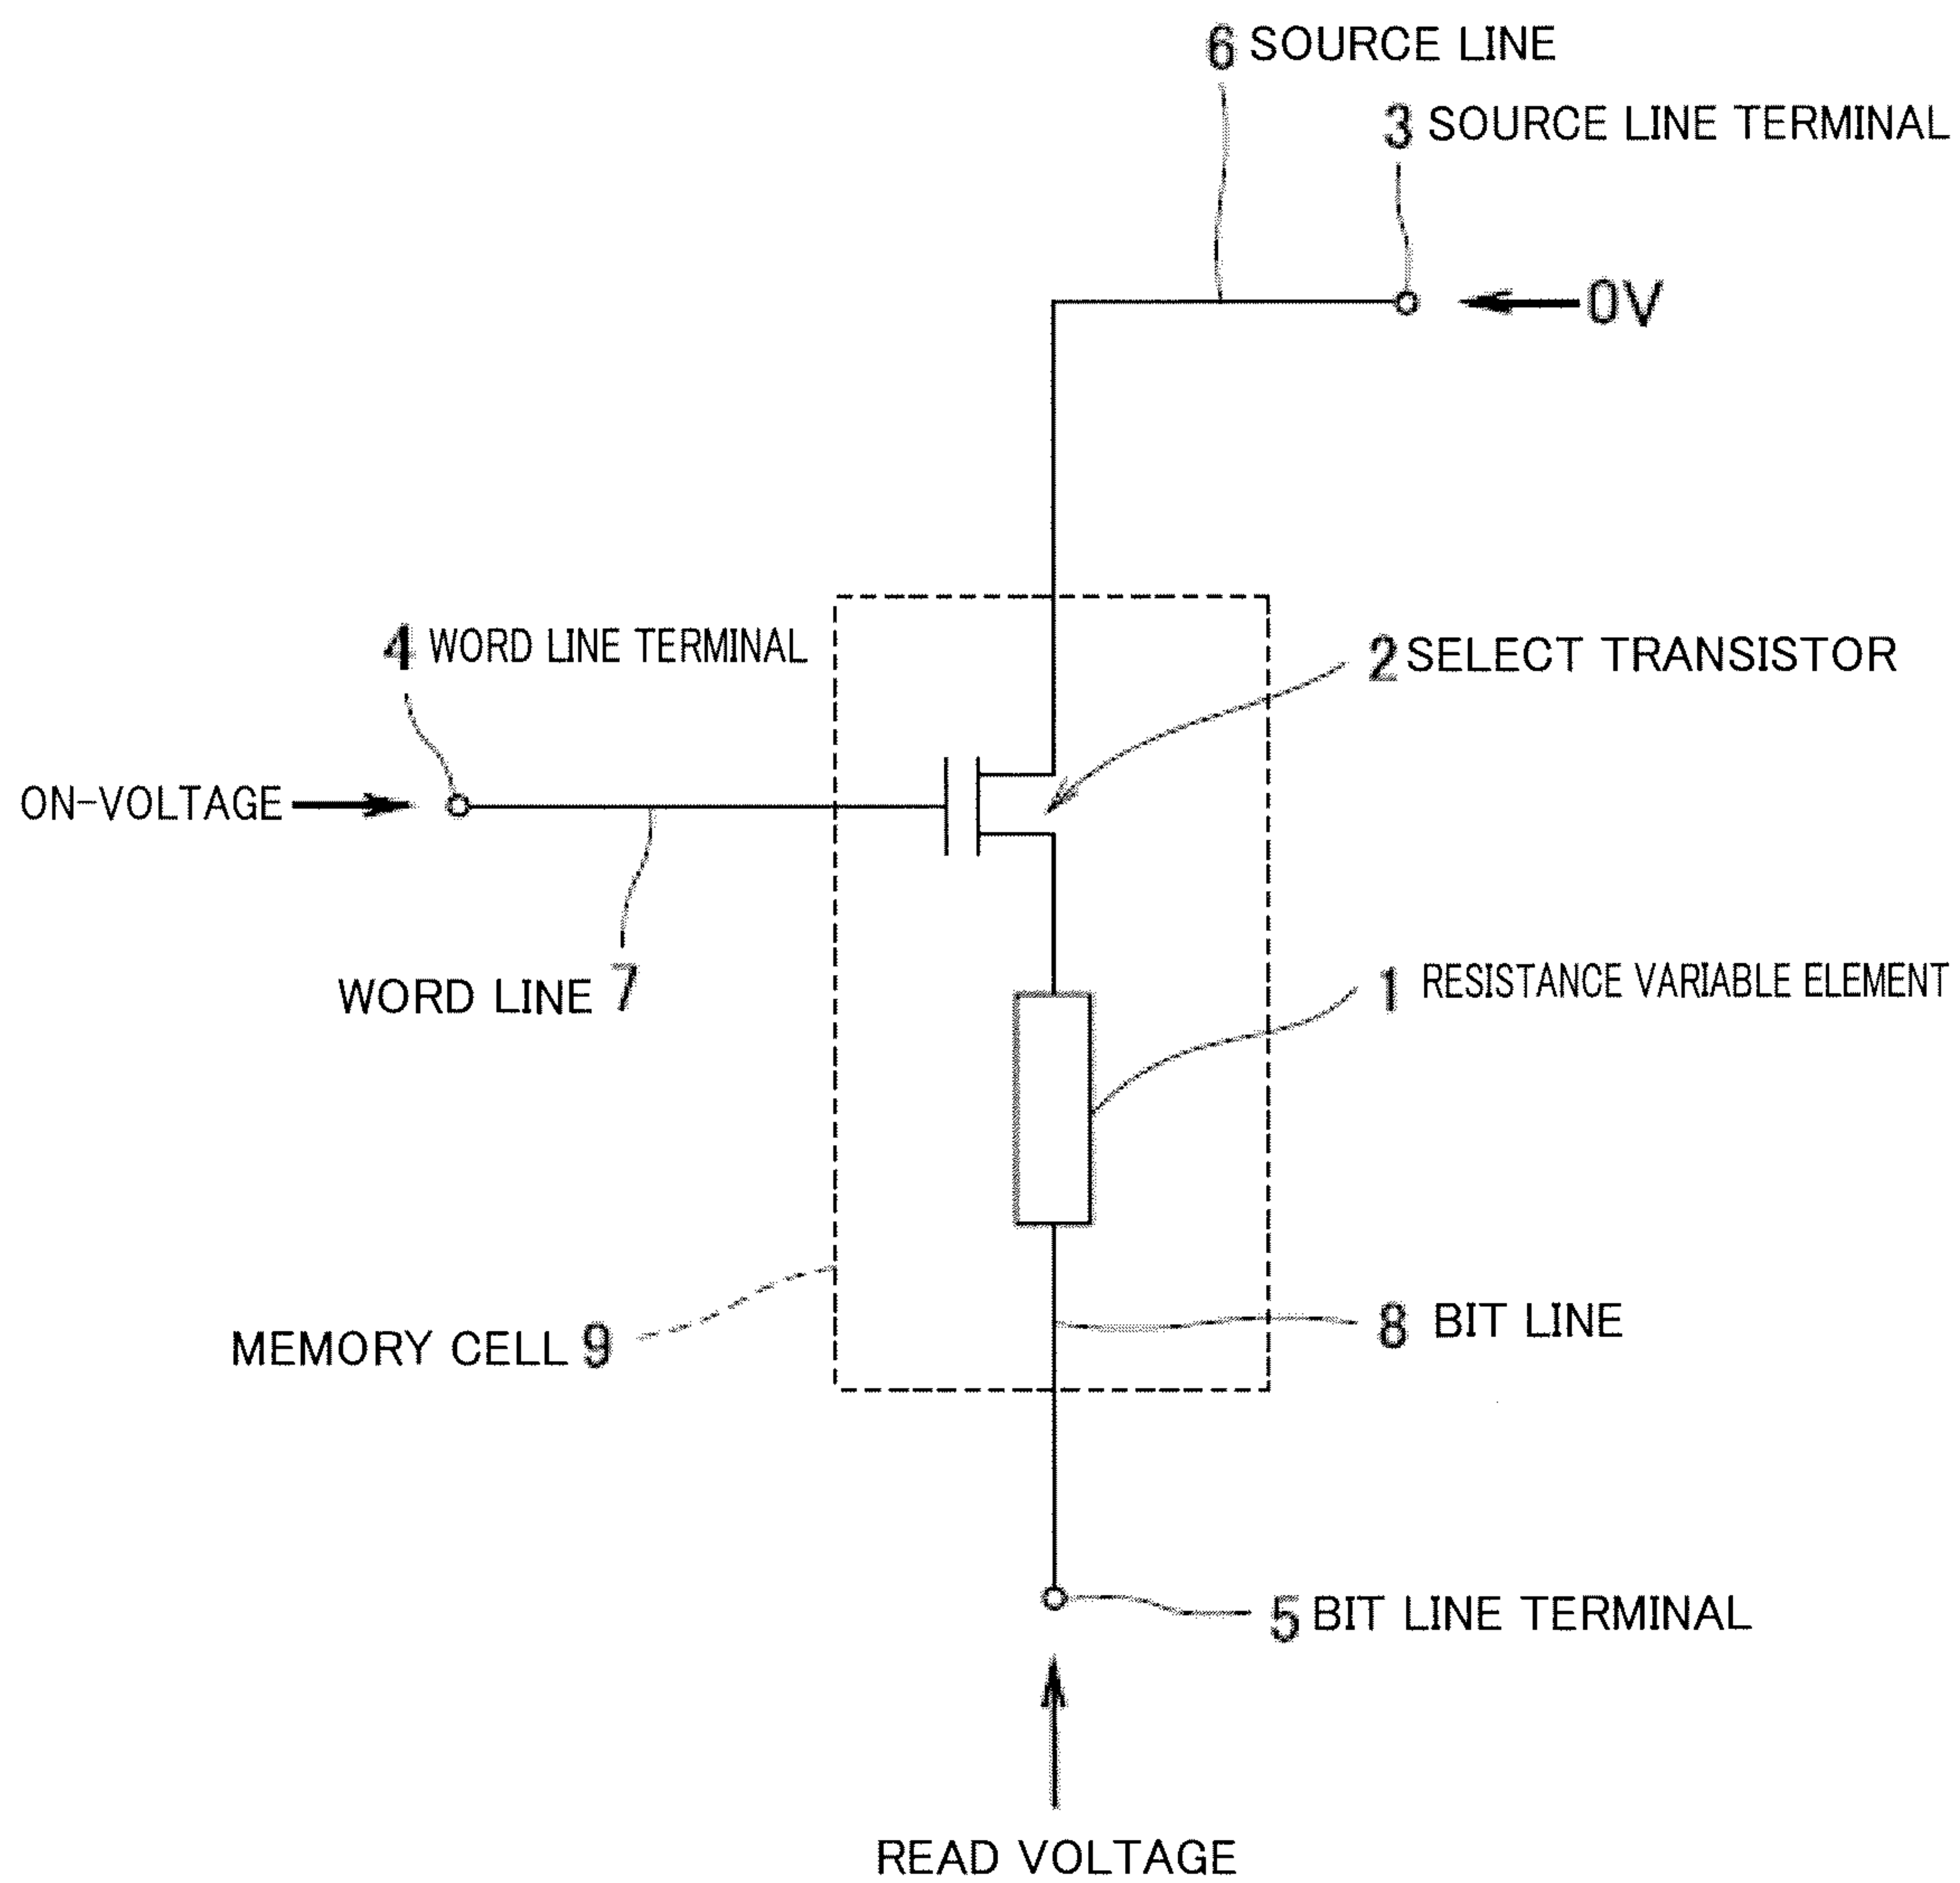 6 SOURCE LINE
3 SOURCE LINE TERMINAL
0V
4 WORD LINE TERMINAL
2 SELECT TRANSISTOR
ON-VOLTAGE
WORD LINE 7
1 RESISTANCE VARIABLE ELEMENT
MEMORY CELL 9
8 BIT LINE
5 BIT LINE TERMINAL
READ VOLTAGE